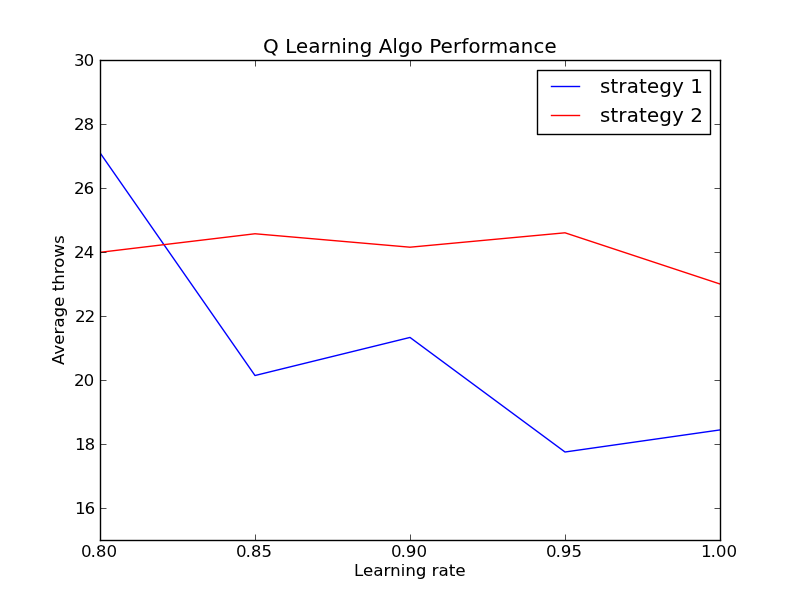 Q Learning Algo Performance
30
28
26
24
22
20
18
16
Average throws
strategy 1
strategy 2
0.80 0.85 0.90 0.95 1.00
Learning rate